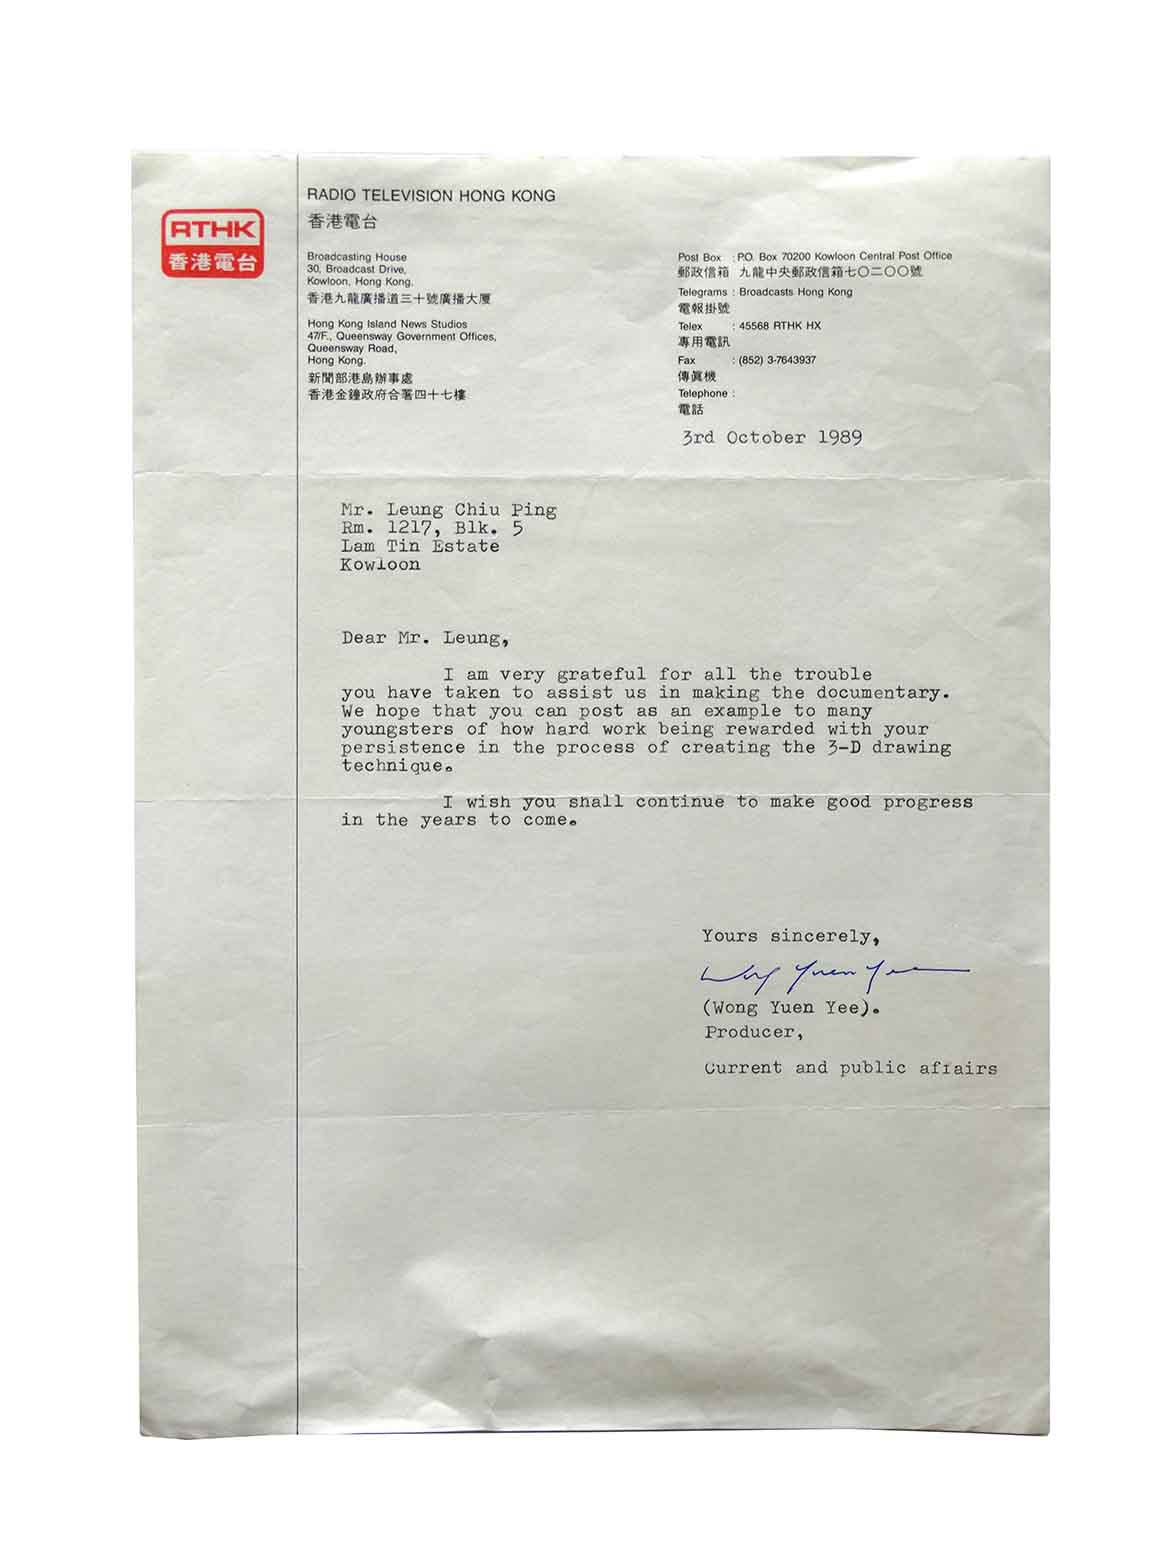 RTHK
香港電台
RADIO TELEVISION HONG KONG
香港電台
Broadcasting House
30, Broadcast Drive,
Kowloon, Hong Kong.
香港九龍廣播道三十號廣播大厦
Hong Kong Island News Studios
47/F., Queensway Government Offices,
Queensway Road,
Hong Kong.
新聞部港島辦事處
香港金鐘政府合署四十七樓
Post Box : P.O. Box 70200 Kowloon Central Post Office
郵政信箱 九龍中央郵政信箱七〇二〇〇號
Telegrams : Broadcasts Hong Kong
電報掛號
Telex : 45568 RTHK HX
專用電訊
Fax : (852) 3-7643937
傳眞機
Telephone :
電話
3rd October 1989
Mr. Leung Chiu Ping
Rm. 1217, Blk. 5
Lam Tin Estate
Kowloon
Dear Mr. Leung,
I am very grateful for all the trouble
you have taken to assist us in making the documentary.
We hope that you can post as an example to many
youngsters of how hard work being rewarded with your
persistence in the process of creating the 3-D drawing
technique.
I wish you shall continue to make good progress
in the years to come.
Yours sincerely,
Wong Yuen Yee
(Wong Yuen Yee).
Producer,
Current and public affairs